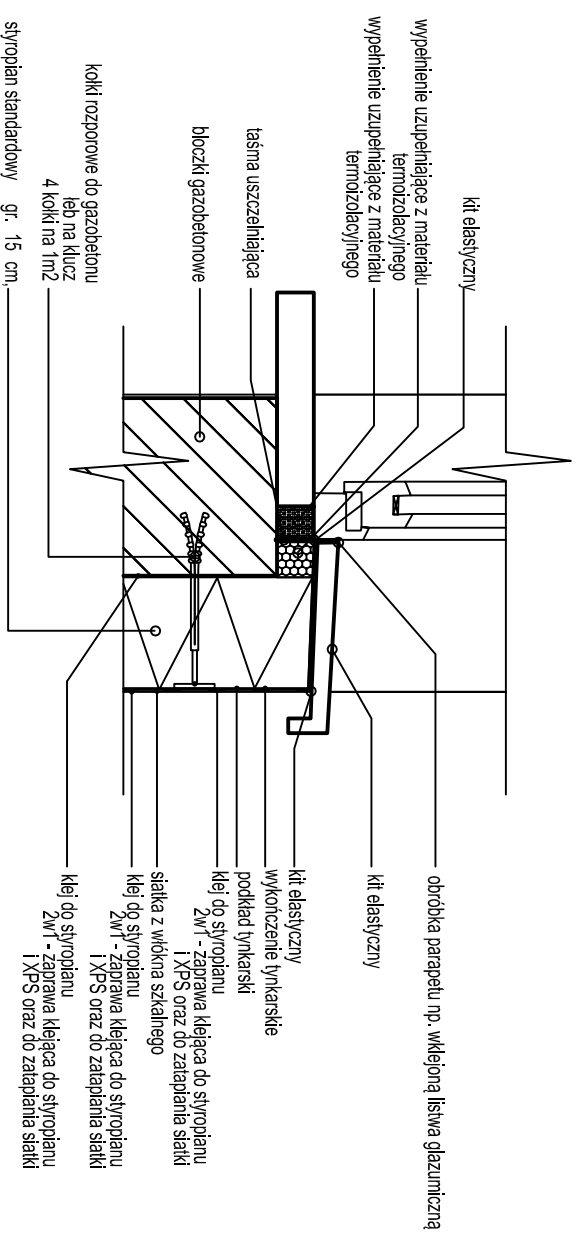 kit elastyczny
wypełnienie uzupełniające z materiału
termoizolacyjnego
wypełnienie uzupełniające z materiału
termoizolacyjnego
taśma uszczelniająca
bloczki gazobetonowe
kołki rozporowe do gazobetonu
łeb na klucz
4 kołki na 1m2
styropian standardowy gr. 15 cm,
obróbka parapetu np. wklejoną listwa glazurniczną
kit elastyczny
kit elastyczny
wykończenie tynkarskie
podkład tynkarski
klej do styropianu
2w1 - zaprawa klejąca do styropianu
i XPS oraz do zatapiania siatki
siatka z włókna szkalnego
klej do styropianu
2w1 - zaprawa klejąca do styropianu
i XPS oraz do zatapiania siatki
klej do styropianu
2w1 - zaprawa klejąca do styropianu
i XPS oraz do zatapiania siatki